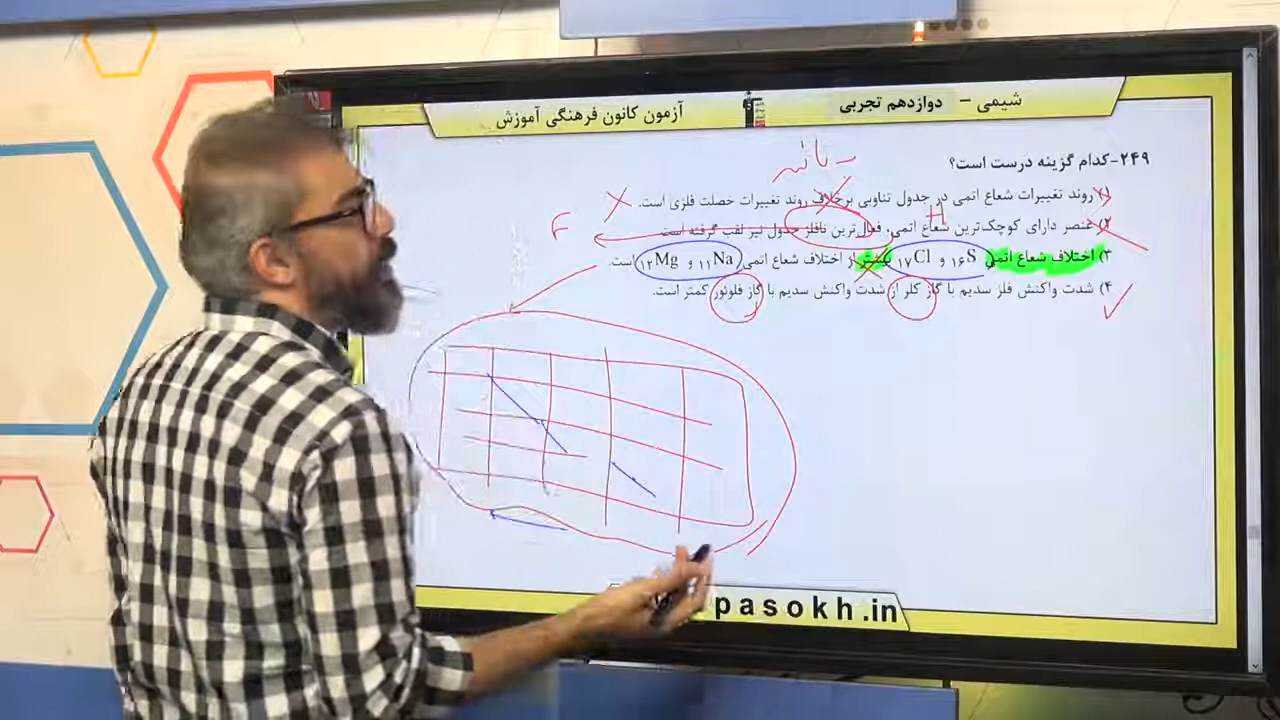 شیمی – دوازدهم تجربی
آزمون کانون فرهنگی آموزش
۲۴۹-کدام گزینه درست است؟
۱) روند تغییرات شعاع اتمی در جدول تناوبی برخلاف روند تغییرات خصلت فلزی است.
۲) عنصر دارای کوچک‌ترین شعاع اتمی، فعال‌ترین نافلز جدول نیز لقب گرفته است.
۳) اختلاف شعاع اتمی ₁₆S و ₁₇Cl بیشتر از اختلاف شعاع اتمی ₁₁Na و ₁₂Mg است.
۴) شدت واکنش فلز سدیم با گاز کلر از شدت واکنش سدیم با گاز فلوئور کمتر است.
H
F
pasokh.in